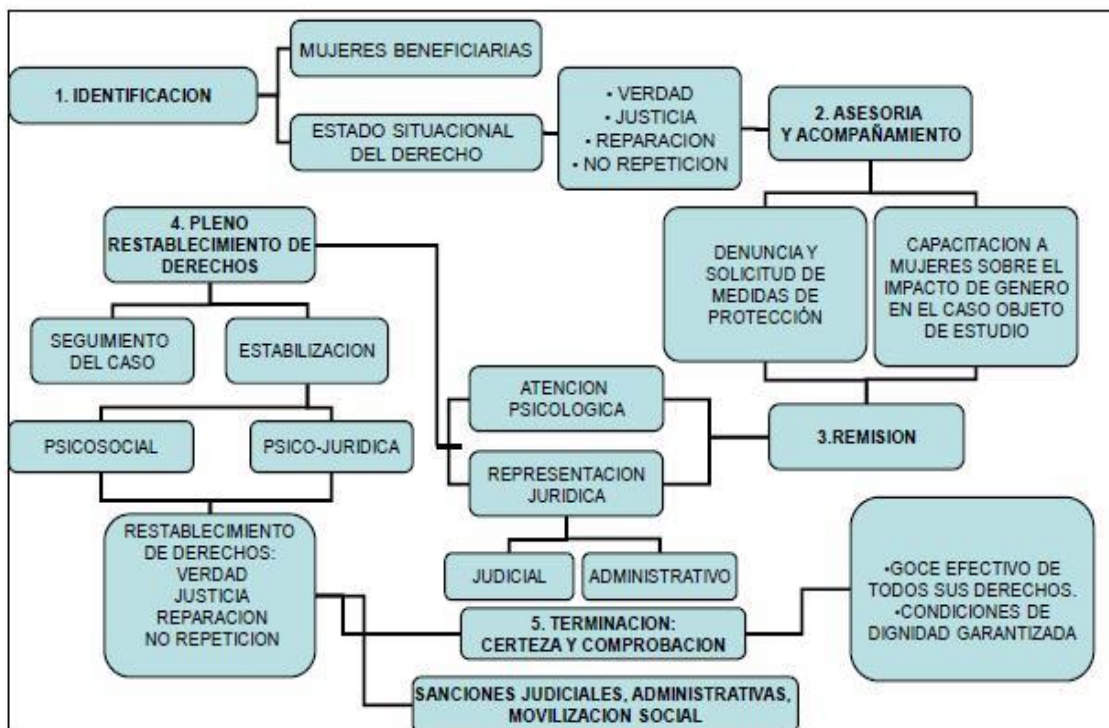 MUJERES BENEFICIARIAS
1. IDENTIFICACION
ESTADO SITUACIONAL
DEL DERECHO
• VERDAD
• JUSTICIA
• REPARACION
• NO REPETICION
2. ASESORIA
Y ACOMPAÑAMIENTO
DENUNCIA Y
SOLICITUD DE
MEDIDAS DE
PROTECCIÓN
CAPACITACION A
MUJERES SOBRE EL
IMPACTO DE GENERO
EN EL CASO OBJETO
DE ESTUDIO
3.REMISION
ATENCION
PSICOLOGICA
REPRESENTACION
JURIDICA
JUDICIAL
ADMINISTRATIVO
4. PLENO
RESTABLECIMIENTO DE
DERECHOS
SEGUIMIENTO
DEL CASO
ESTABILIZACION
PSICOSOCIAL
PSICO-JURIDICA
RESTABLECIMIENTO
DE DERECHOS:
VERDAD
JUSTICIA
REPARACION
NO REPETICION
5. TERMINACION:
CERTEZA Y COMPROBACION
•GOCE EFECTIVO DE
TODOS SUS DERECHOS.
•CONDICIONES DE
DIGNIDAD GARANTIZADA
SANCIONES JUDICIALES, ADMINISTRATIVAS,
MOVILIZACION SOCIAL